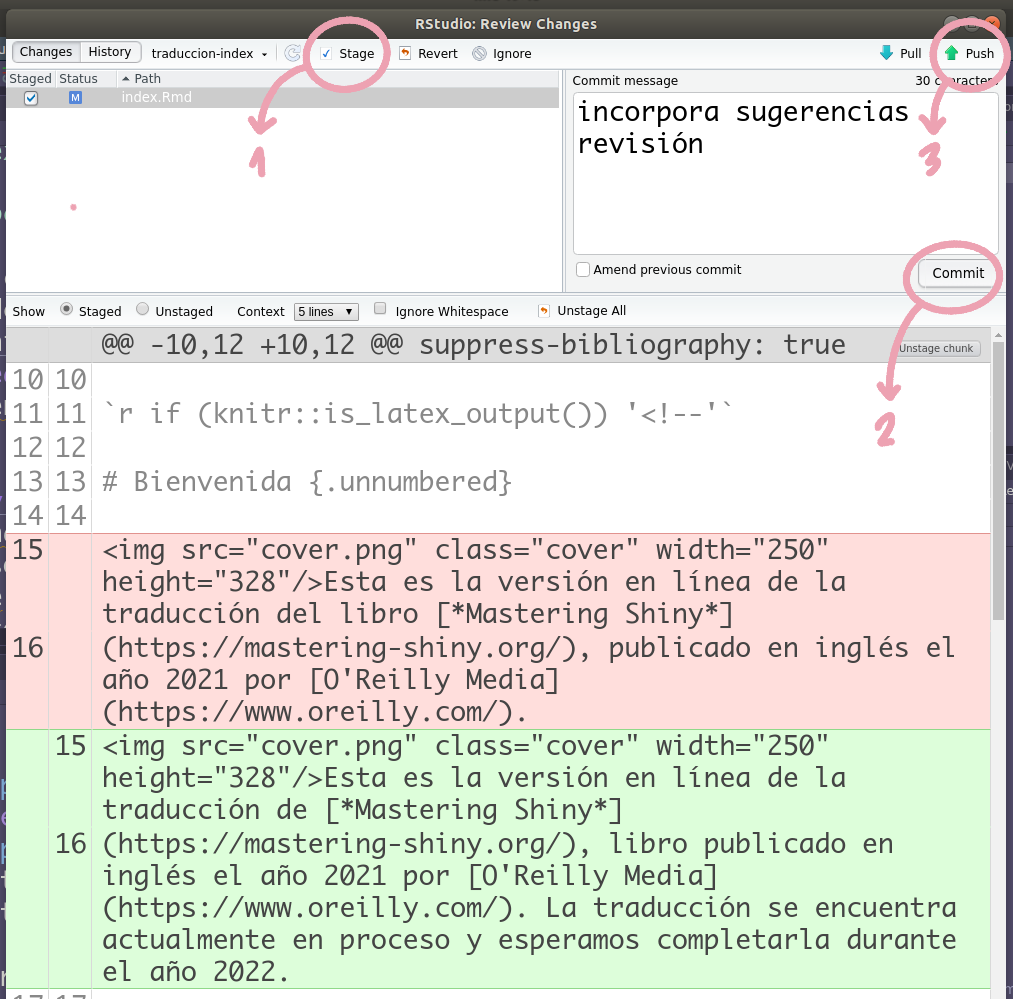 RStudio: Review Changes
Changes History traduccion-index Stage Revert Ignore Pull Push
Staged Status Path
M index.Rmd
1
Commit message 30 characters
incorpora sugerencias
revisión
3
Amend previous commit Commit
Show Staged Unstaged Context 5 lines Ignore Whitespace Unstage All
2
@@ -10,12 +10,12 @@ suppress-bibliography: true Unstage chunk
10 10
11 11 `r if (knitr::is_latex_output()) '<!--'`
12 12
13 13 # Bienvenida {.unnumbered}
14 14
15 <img src="cover.png" class="cover" width="250"
height="328"/>Esta es la versión en línea de la
traducción del libro [*Mastering Shiny*]
16 (https://mastering-shiny.org/), publicado en inglés el
año 2021 por [O'Reilly Media]
(https://www.oreilly.com/).
15 <img src="cover.png" class="cover" width="250"
height="328"/>Esta es la versión en línea de la
traducción de [*Mastering Shiny*]
16 (https://mastering-shiny.org/), libro publicado en
inglés el año 2021 por [O'Reilly Media]
(https://www.oreilly.com/). La traducción se encuentra
actualmente en proceso y esperamos completarla durante
el año 2022.
17 17